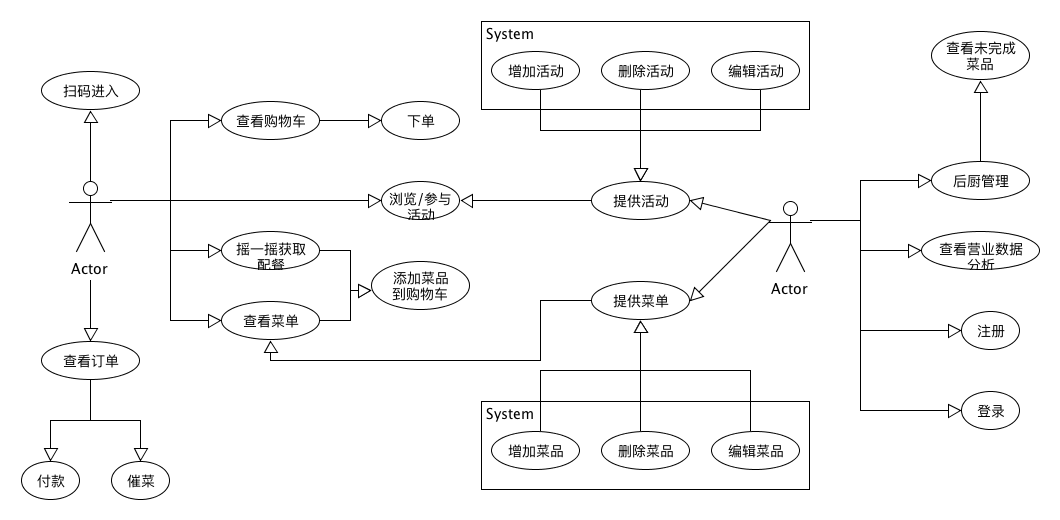 System
增加活动
删除活动
编辑活动
查看未完成
菜品
扫码进入
查看购物车
下单
后厨管理
浏览/参与
活动
提供活动
Actor
摇一摇获取
配餐
添加菜品
到购物车
查看菜单
提供菜单
Actor
查看营业数据
分析
注册
查看订单
登录
System
增加菜品
删除菜品
编辑菜品
付款
催菜